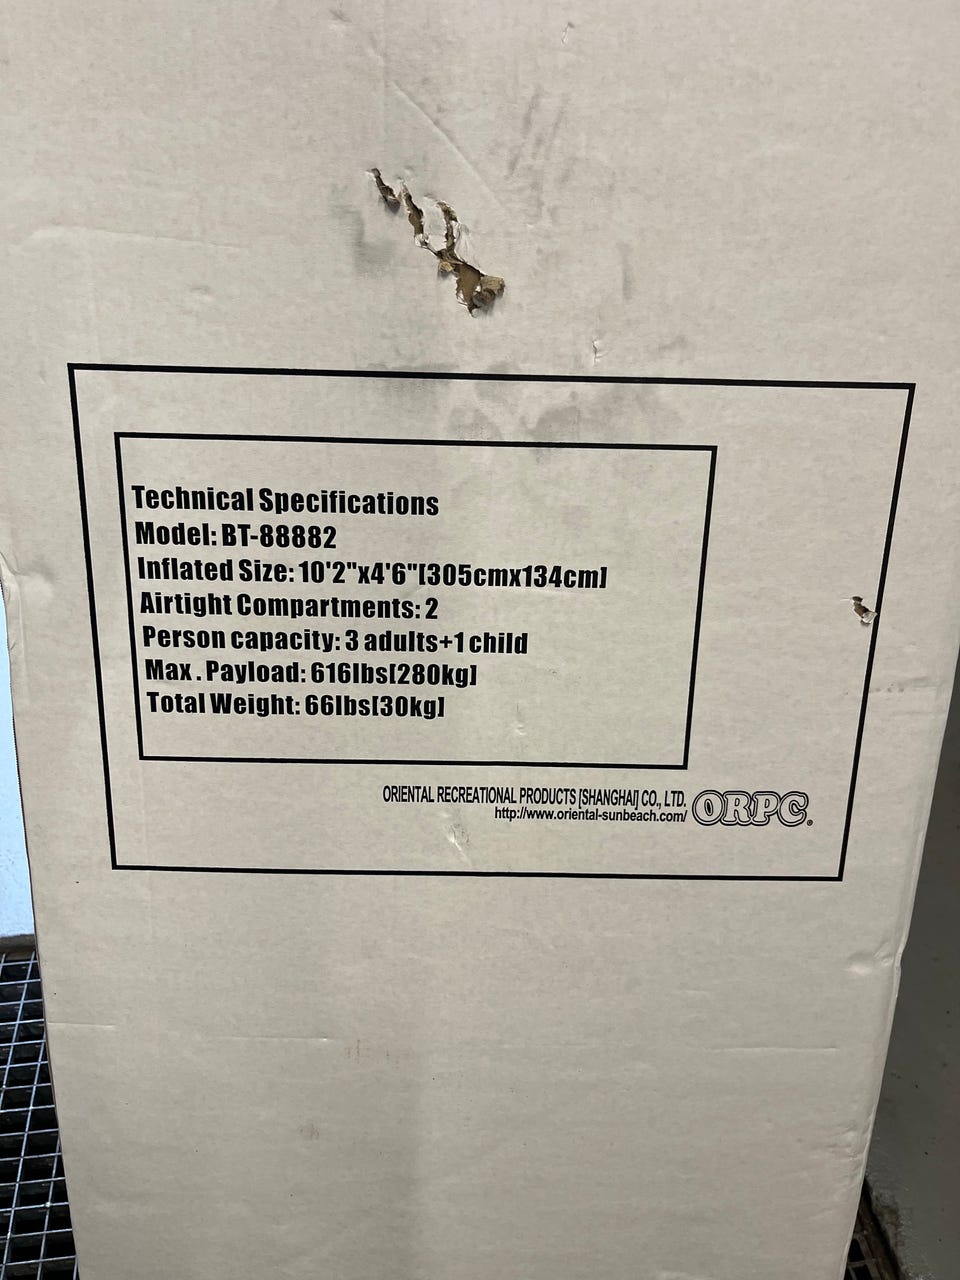 Technical Specifications
Model: BT-88882
Inflated Size: 10'2"x4'6"[305cmx134cm]
Airtight Compartments: 2
Person capacity: 3 adults+1 child
Max. Payload: 616lbs[280kg]
Total Weight: 66lbs[30kg]
ORIENTAL RECREATIONAL PRODUCTS [SHANGHAI] CO., LTD.
http://www.oriental-sunbeach.com/
ORPC®